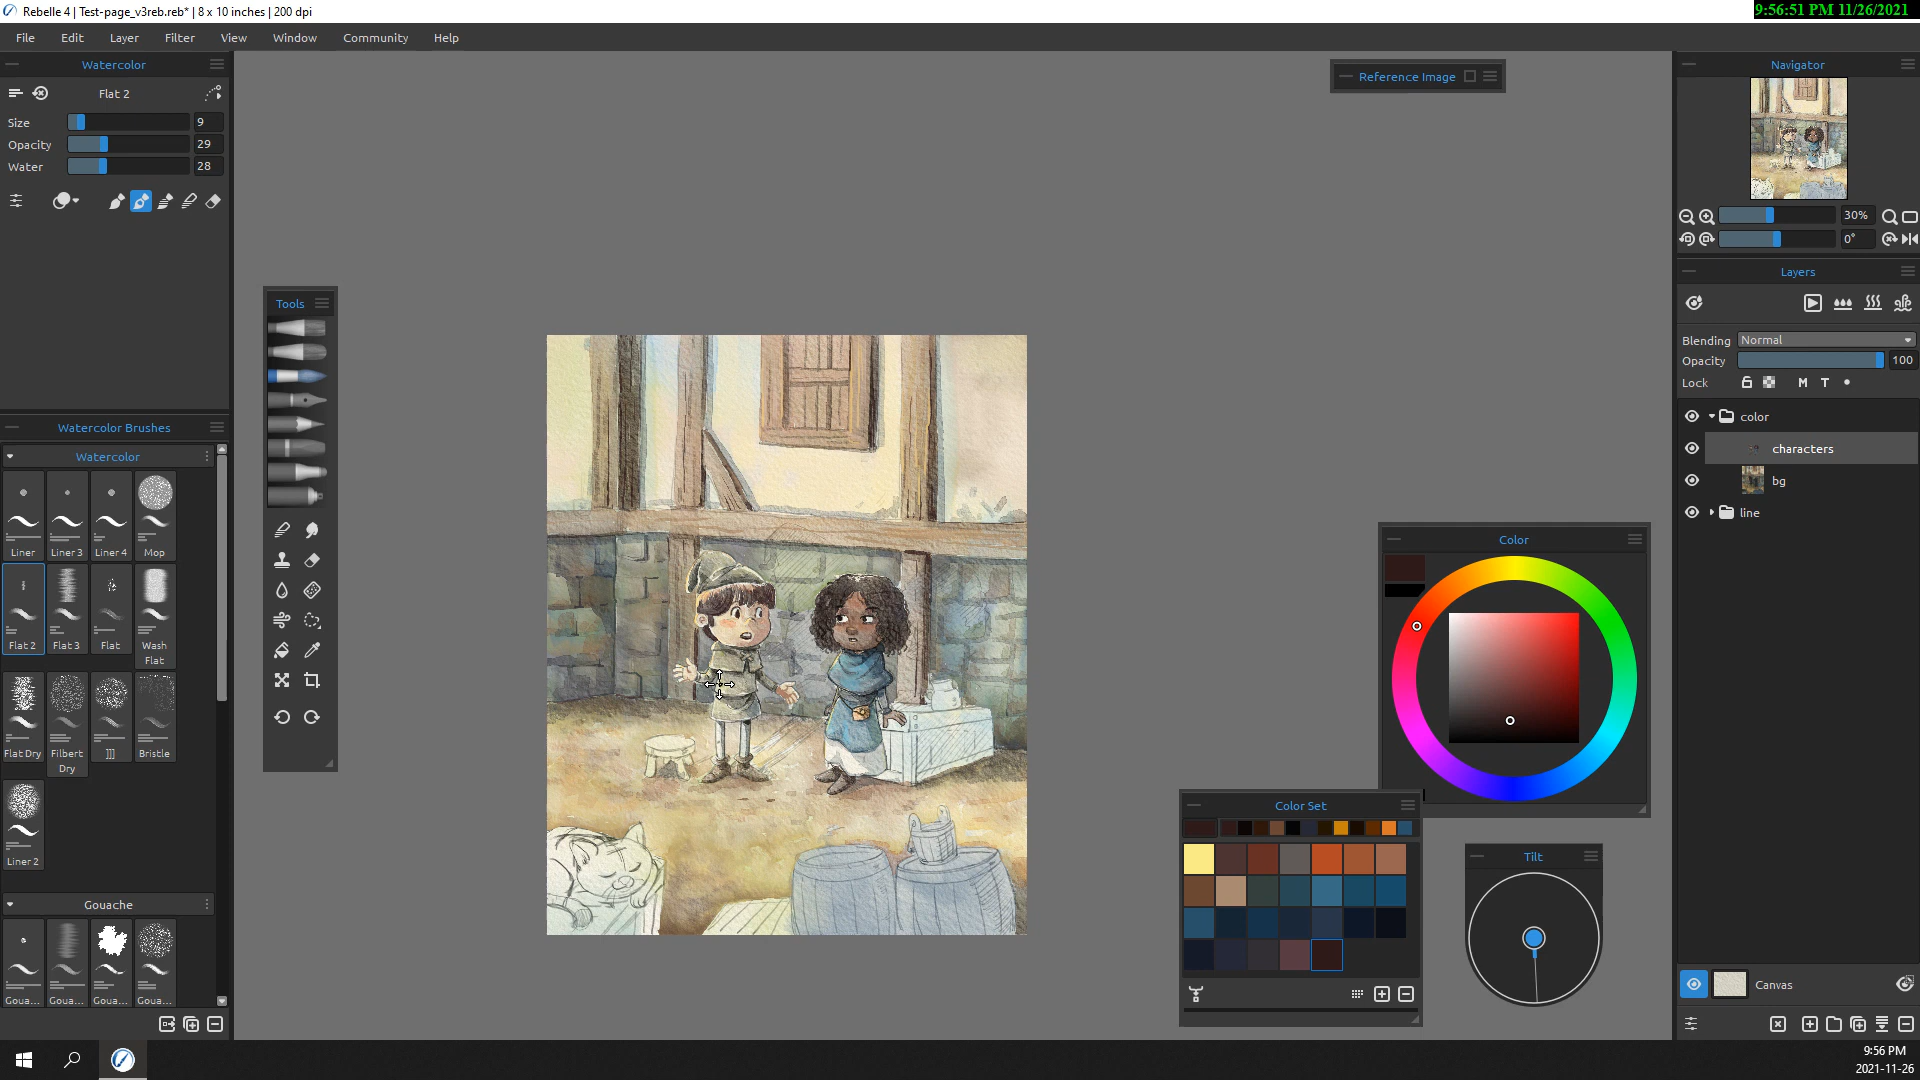 Rebelle 4 | Test-page_v3reb.reb* | 8 x 10 inches | 200 dpi
9:56:51 PM 11/26/2021
File Edit Layer Filter View Window Community Help
Watercolor
Flat 2
Size 9
Opacity 29
Water 28
Watercolor Brushes
Watercolor
Liner Liner 3 Liner 4 Mop
Flat 2 Flat 3 Flat Wash Flat
Flat Dry Filbert Dry ]]] Bristle
Liner 2
Gouache
Goua... Goua... Goua... Goua...
Tools
Reference Image
Navigator
30%
0°
Layers
Blending Normal
Opacity 100
Lock M T
color
characters
bg
line
Color
Color Set
Tilt
Canvas
9:56 PM
2021-11-26